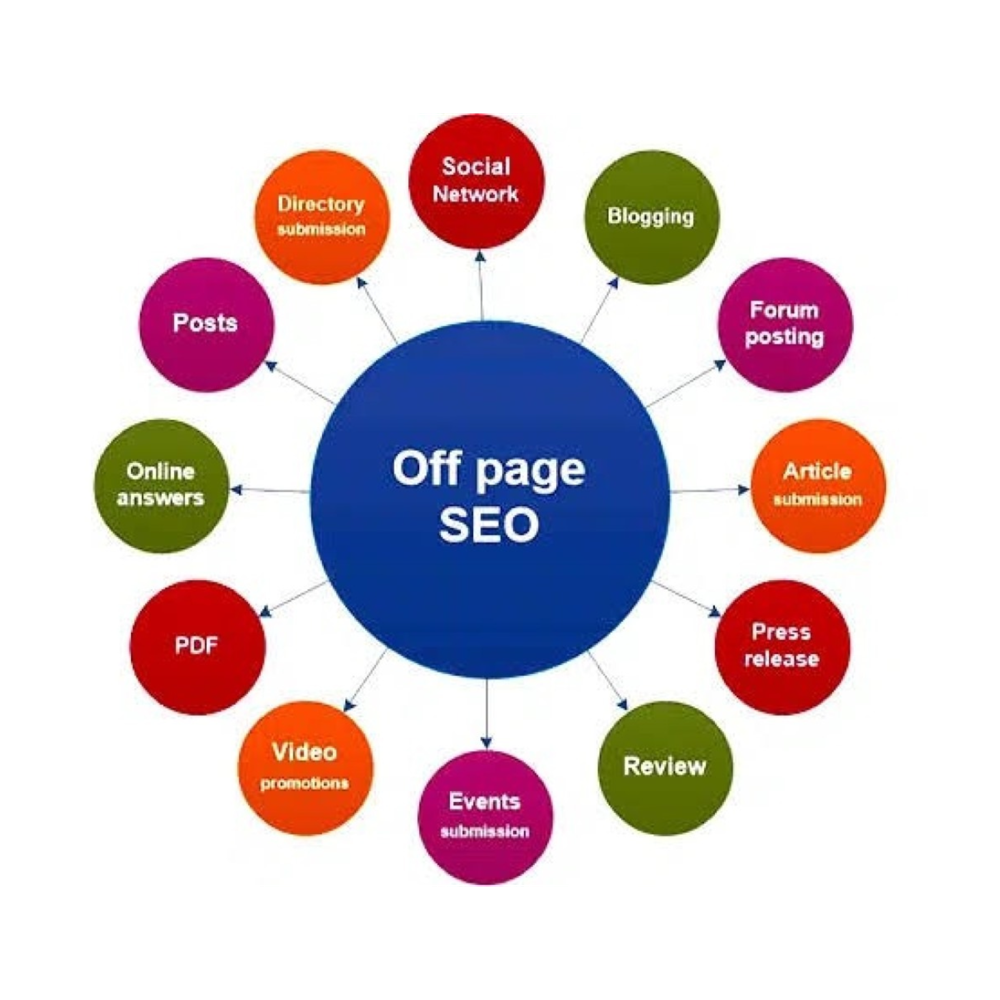 Social
Network
Blogging
Forum
posting
Article
submission
Press
release
Review
Events
submission
Video
promotions
PDF
Online
answers
Posts
Directory
submission
Off page
SEO